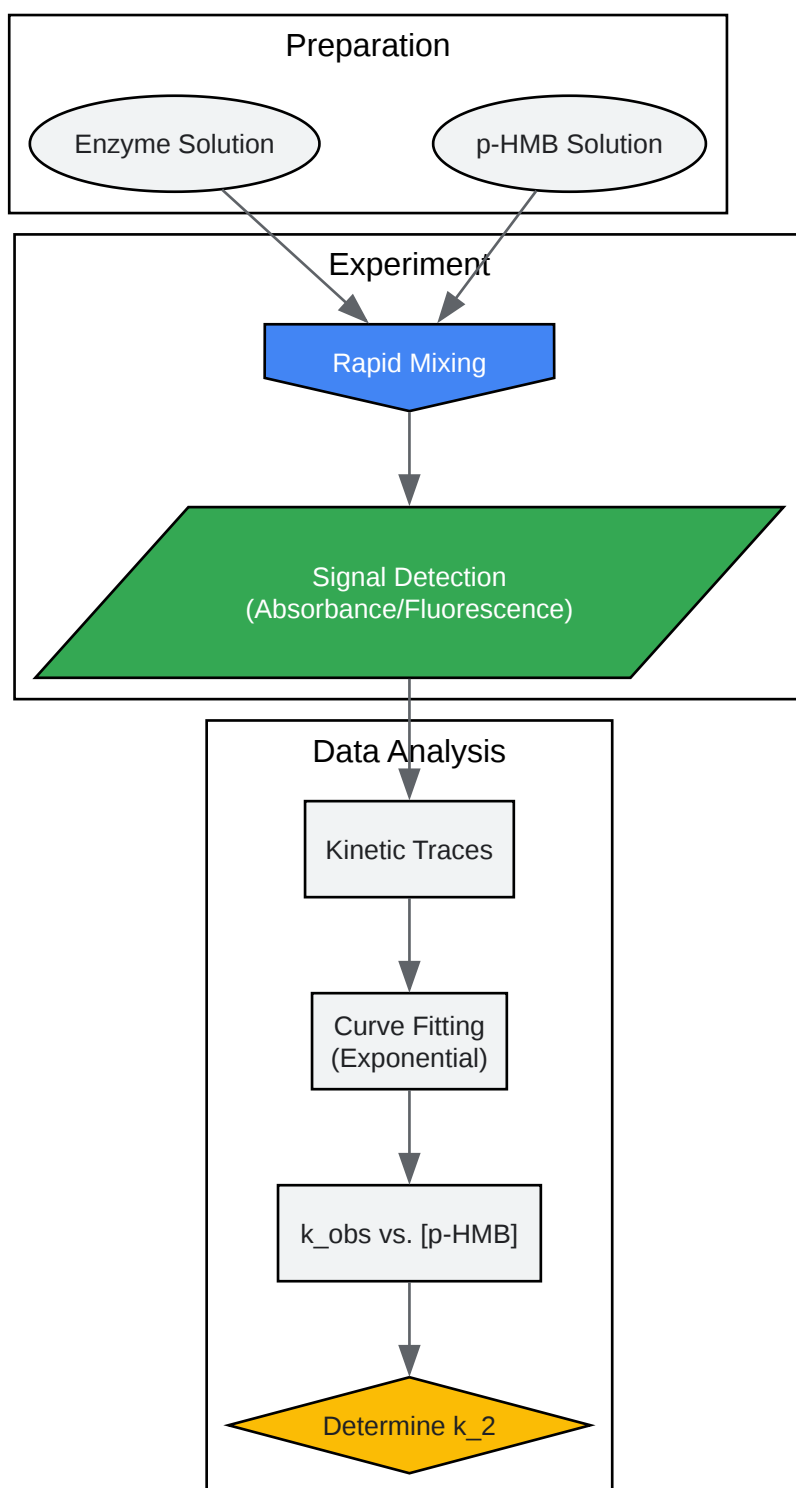 Preparation
Enzyme Solution
p-HMB Solution
Experiment
Rapid Mixing
Signal Detection
(Absorbance/Fluorescence)
Data Analysis
Kinetic Traces
Curve Fitting
(Exponential)
k_obs vs. [p-HMB]
Determine k_2